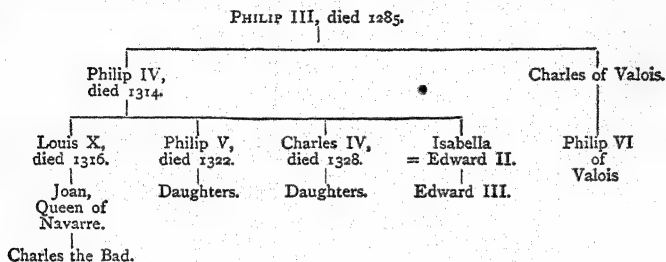 PHILIP III, died 1285.
Philip IV,
died 1314.
Charles of Valois.
Louis X,
died 1316.
Philip V,
died 1322.
Charles IV,
died 1328.
Isabella
= Edward II.
Philip VI
of
Valois
Joan,
Queen of
Navarre.
Daughters.
Daughters.
Edward III.
Charles the Bad.